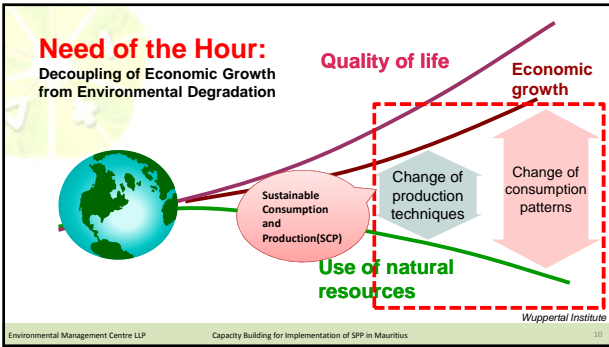 Need of the Hour:
Decoupling of Economic Growth
from Environmental Degradation
Quality of life
Economic
growth
Sustainable
Consumption
and
Production(SCP)
Change of
production
techniques
Change of
consumption
patterns
Use of natural
resources
Wuppertal Institute
Environmental Management Centre LLP
Capacity Building for Implementation of SPP in Mauritius
10